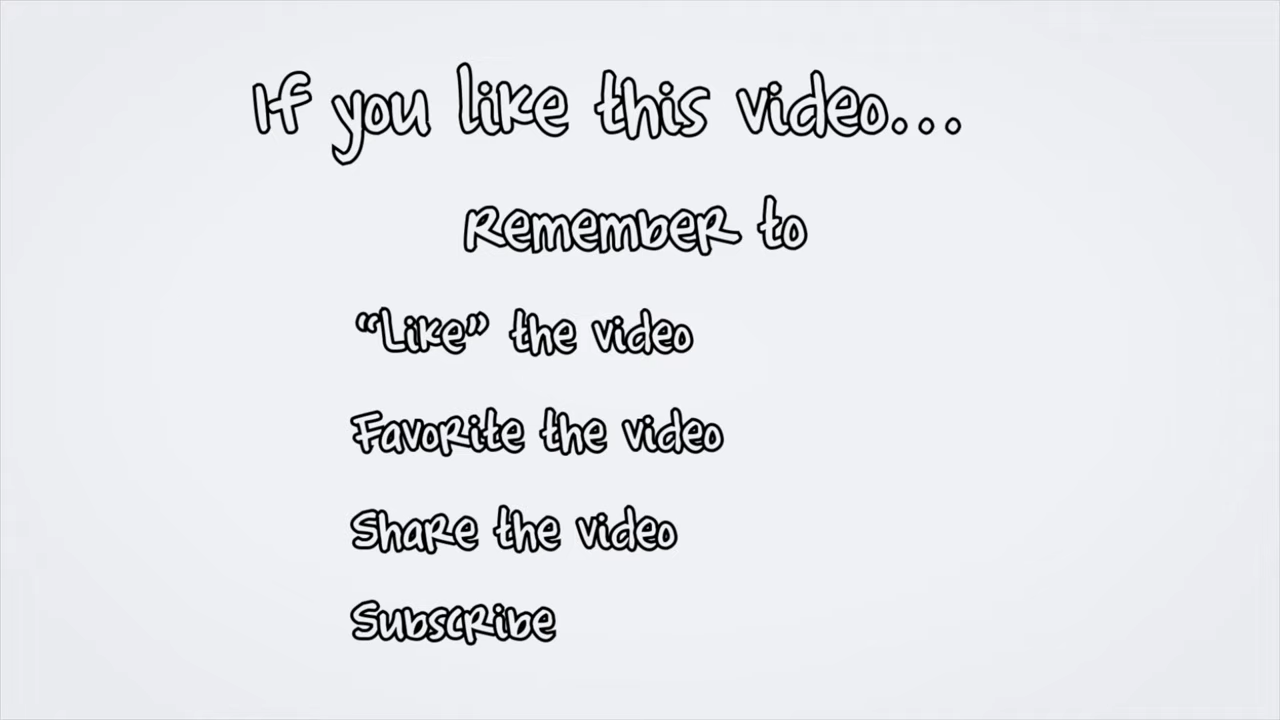 If you like this video...
Remember to
“Like” the video
Favorite the video
Share the video
Subscribe